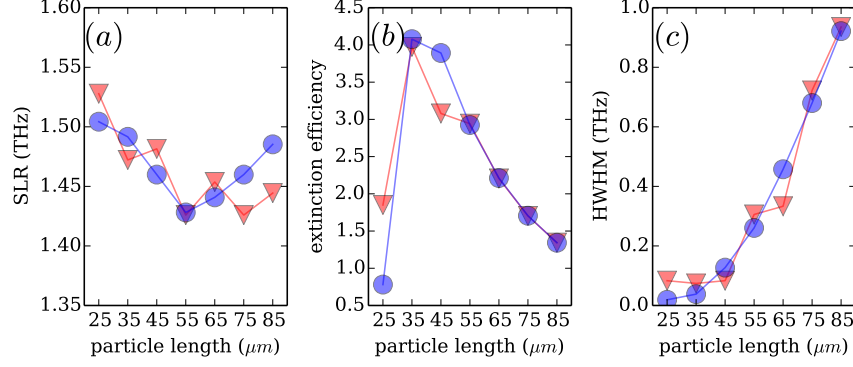 (a)
1.60
1.55
1.50
1.45
1.40
1.35
SLR (THz)
25 35 45 55 65 75 85
particle length (μm)
(b)
4.5
4.0
3.5
3.0
2.5
2.0
1.5
1.0
0.5
extinction efficiency
25 35 45 55 65 75 85
particle length (μm)
(c)
1.0
0.8
0.6
0.4
0.2
0.0
HWHM (THz)
25 35 45 55 65 75 85
particle length (μm)